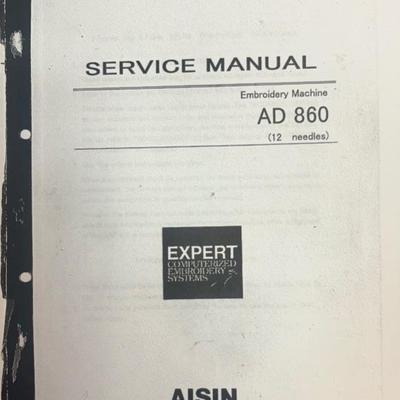 SERVICE MANUAL
Embroidery Machine
AD 860
(12 needles)
EXPERT
COMPUTERIZED
EMBROIDERY
SYSTEMS
AISIN